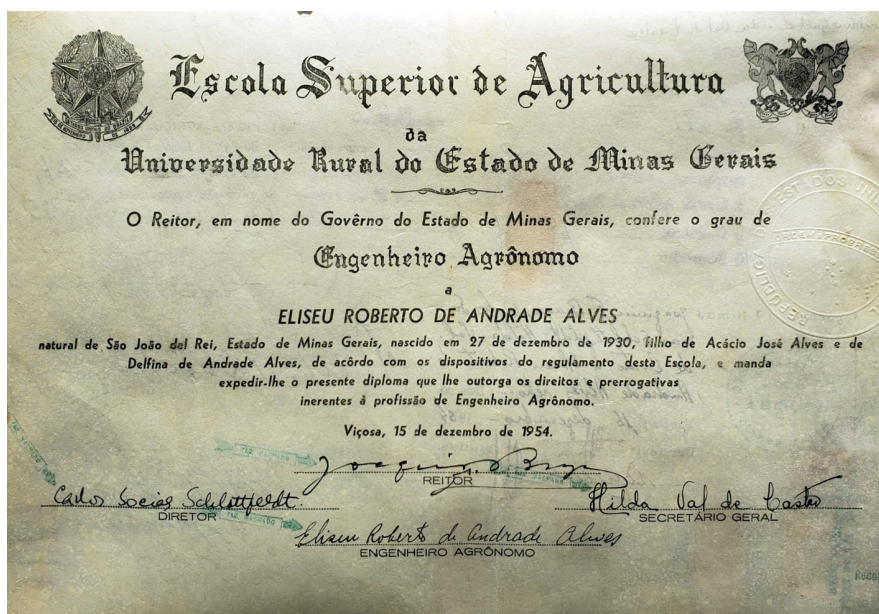 Escola Superior de Agricultura
da
Universidade Rural do Estado de Minas Gerais
O Reitor, em nome do Govêrno do Estado de Minas Gerais, confere o grau de
Engenheiro Agrônomo
a
ELISEU ROBERTO DE ANDRADE ALVES
natural de São João del Rei, Estado de Minas Gerais, nascido em 27 de dezembro de 1930, filho de Acácio José Alves e de
Delfina de Andrade Alves, de acôrdo com os dispositivos do regulamento desta Escola, e manda
expedir-lhe o presente diploma que lhe outorga os direitos e prerrogativas
inerentes à profissão de Engenheiro Agrônomo.
Viçosa, 15 de dezembro de 1954.
REITOR
Carlos Socias Schlottfeldt.
DIRETOR
Hilda Val de Castro
SECRETÁRIO GERAL
Eliseu Roberto de Andrade Alves
ENGENHEIRO AGRÔNOMO